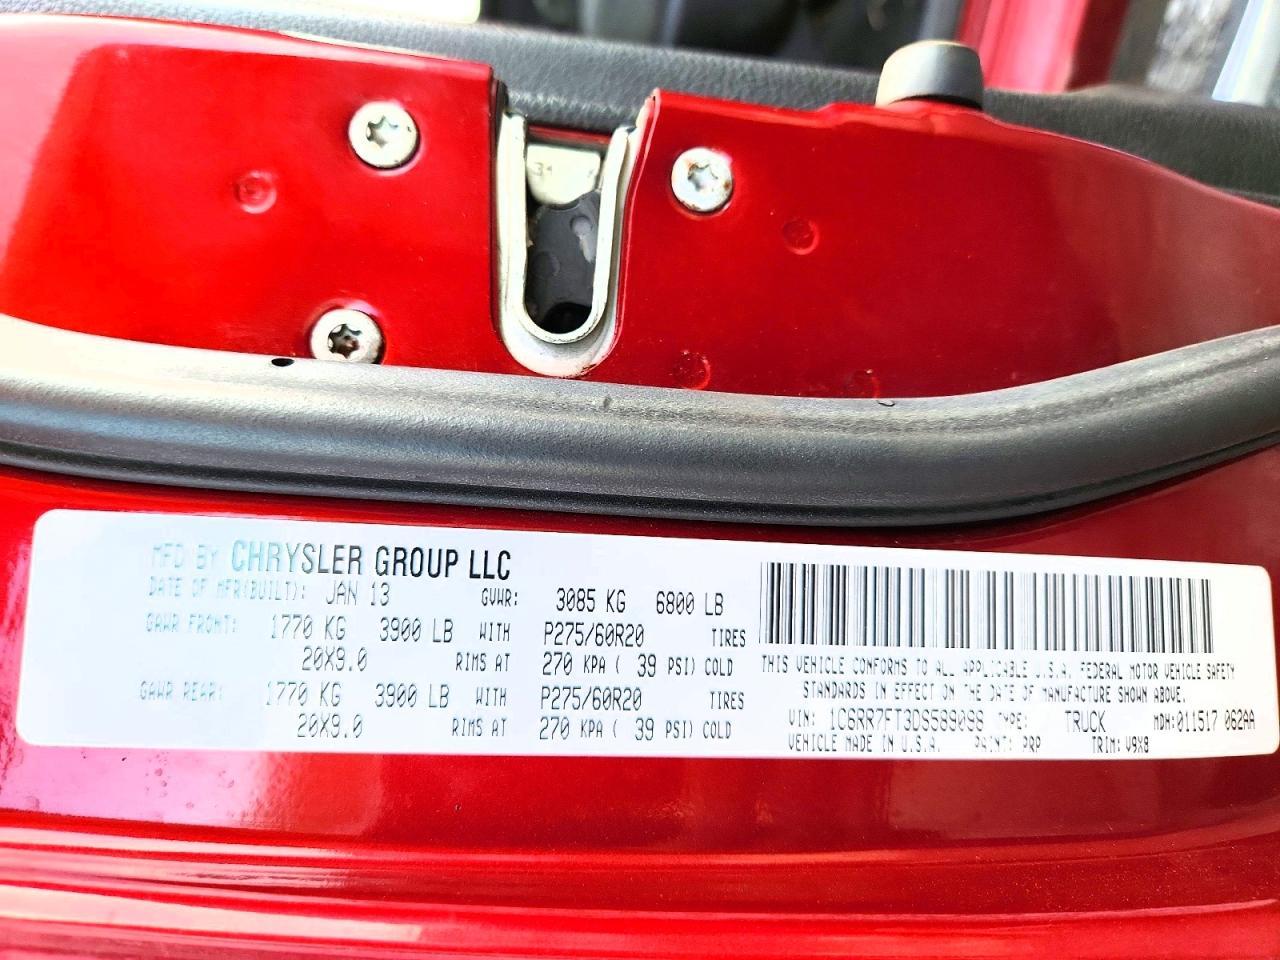 31
MFD BY CHRYSLER GROUP LLC
DATE OF MFR(BUILT): JAN 13 GVWR: 3085 KG 6800 LB
GAWR FRONT: 1770 KG 3900 LB WITH P275/60R20 TIRES
20X9.0 RIMS AT 270 KPA ( 39 PSI) COLD
GAWR REAR: 1770 KG 3900 LB WITH P275/60R20 TIRES
20X9.0 RIMS AT 270 KPA ( 39 PSI) COLD
THIS VEHICLE CONFORMS TO ALL APPLICABLE U.S.A. FEDERAL MOTOR VEHICLE SAFETY
STANDARDS IN EFFECT ON THE DATE OF MANUFACTURE SHOWN ABOVE.
VIN: 1C6RR7FT3DS589096 TYPE: TRUCK MDH:011517 062AA
VEHICLE MADE IN U.S.A. PAINT: PRP TRIM: V9X8